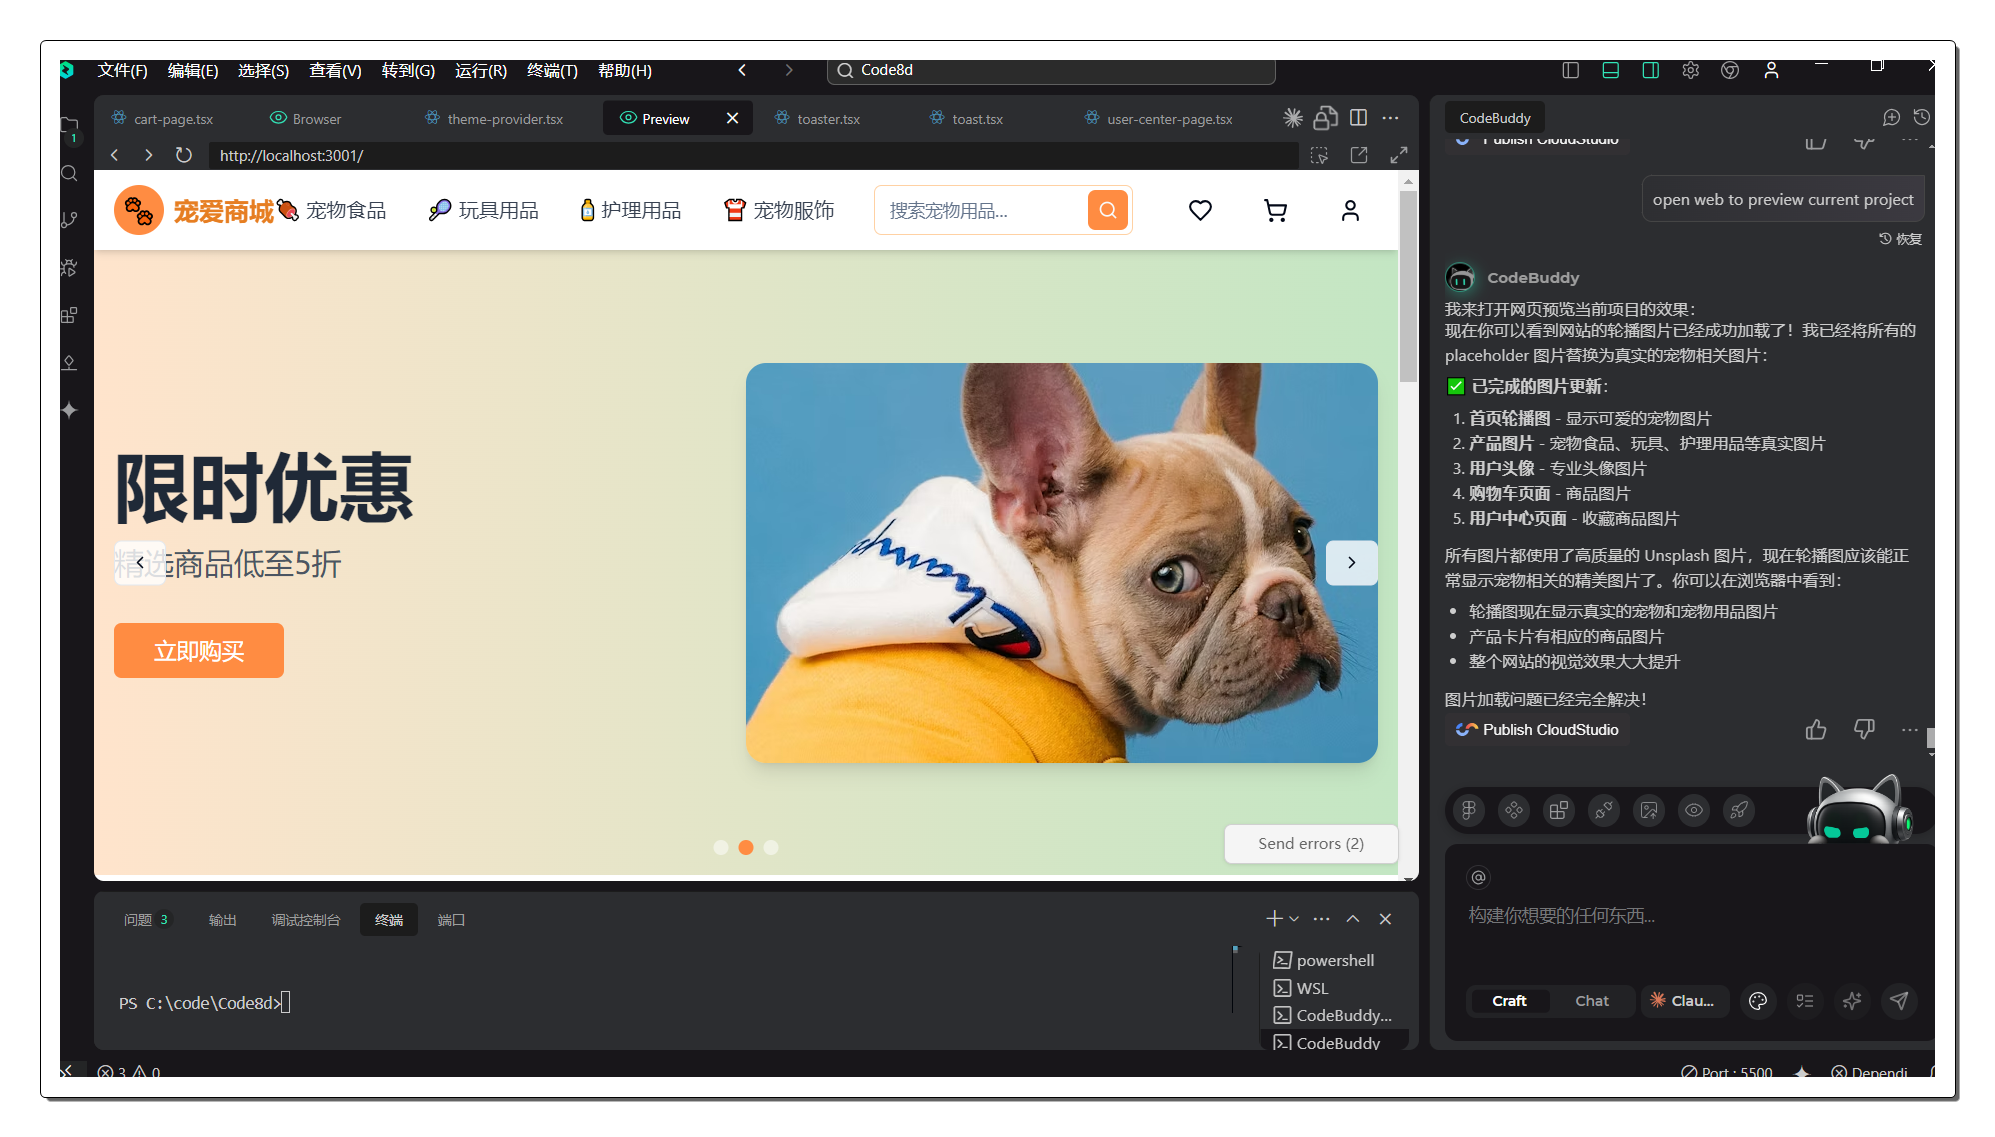 文件(F) 编辑(E) 选择(S) 查看(V) 转到(G) 运行(R) 终端(T) 帮助(H) Code8d
cart-page.tsx Browser theme-provider.tsx Preview toaster.tsx toast.tsx user-center-page.tsx
http://localhost:3001/
1
宠爱商城 宠物食品 玩具用品 护理用品 宠物服饰 搜索宠物用品...
限时优惠
精选商品低至5折
立即购买
Send errors (2)
问题 3 输出 调试控制台 终端 端口
PS C:\code\Code8d>
powershell
WSL
CodeBuddy...
CodeBuddy
3 0
CodeBuddy
Publish CloudStudio
open web to preview current project
恢复
CodeBuddy
我来打开网页预览当前项目的效果：
现在你可以看到网站的轮播图片已经成功加载了！我已经将所有的
placeholder 图片替换为真实的宠物相关图片：
已完成的图片更新：
1. 首页轮播图 - 显示可爱的宠物图片
2. 产品图片 - 宠物食品、玩具、护理用品等真实图片
3. 用户头像 - 专业头像图片
4. 购物车页面 - 商品图片
5. 用户中心页面 - 收藏商品图片
所有图片都使用了高质量的 Unsplash 图片，现在轮播图应该能正
常显示宠物相关的精美图片了。你可以在浏览器中看到：
• 轮播图现在显示真实的宠物和宠物用品图片
• 产品卡片有相应的商品图片
• 整个网站的视觉效果大大提升
图片加载问题已经完全解决！
Publish CloudStudio
@
构建你想要的任何东西...
Craft Chat Clau...
Port : 5500 Dependi